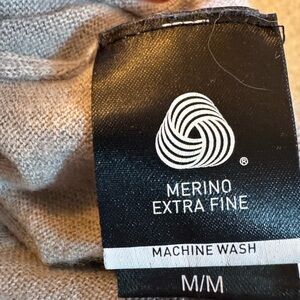 ®
MERINO
EXTRA FINE
MACHINE WASH
M/M